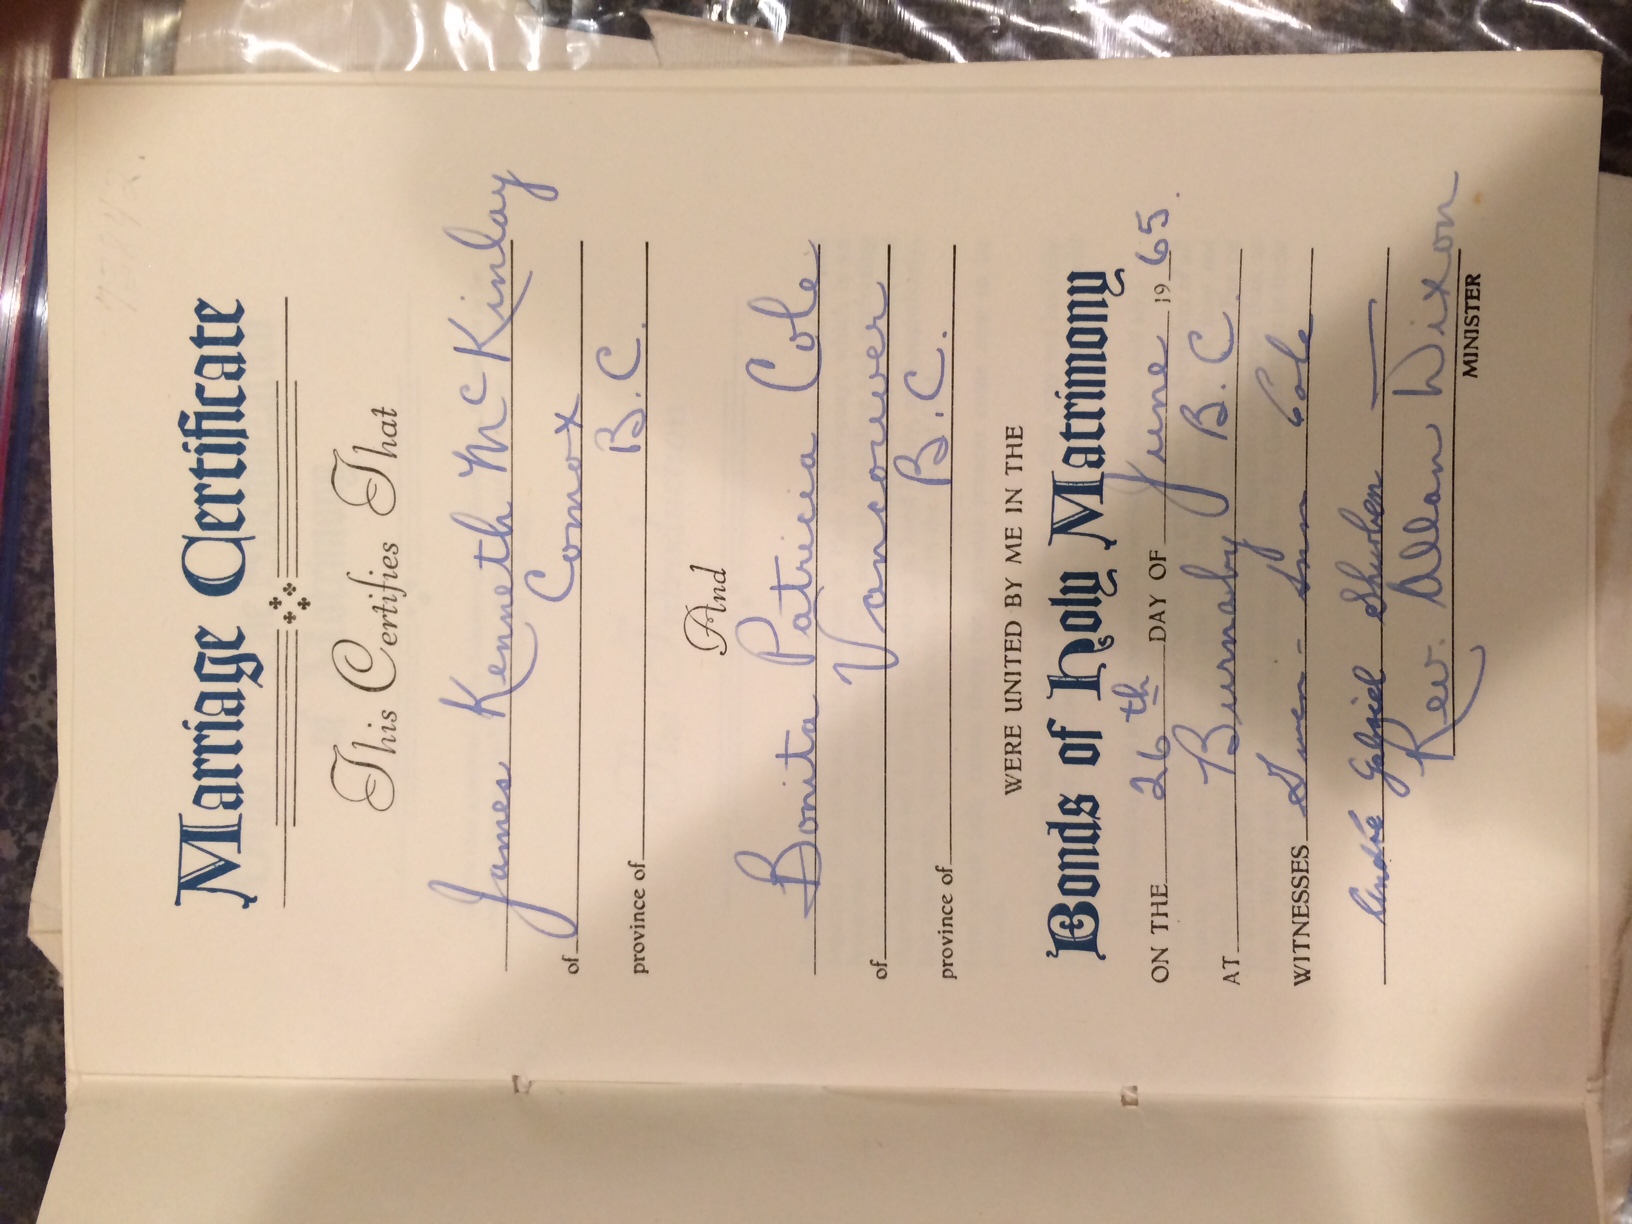 Marriage Certificate
This Certifies That
James Kenneth McKinlay
of Comox
province of B.C.
And
Bonita Patricia Cole
of Vancouver
province of B.C.
WERE UNITED BY ME IN THE
Bonds of Holy Matrimony
ON THE 26th DAY OF June 1965.
AT Burnaby B.C.
WITNESSES Gwen-Ann Cole
André Gabriel Shurben
Rev. Allan Dixon
MINISTER